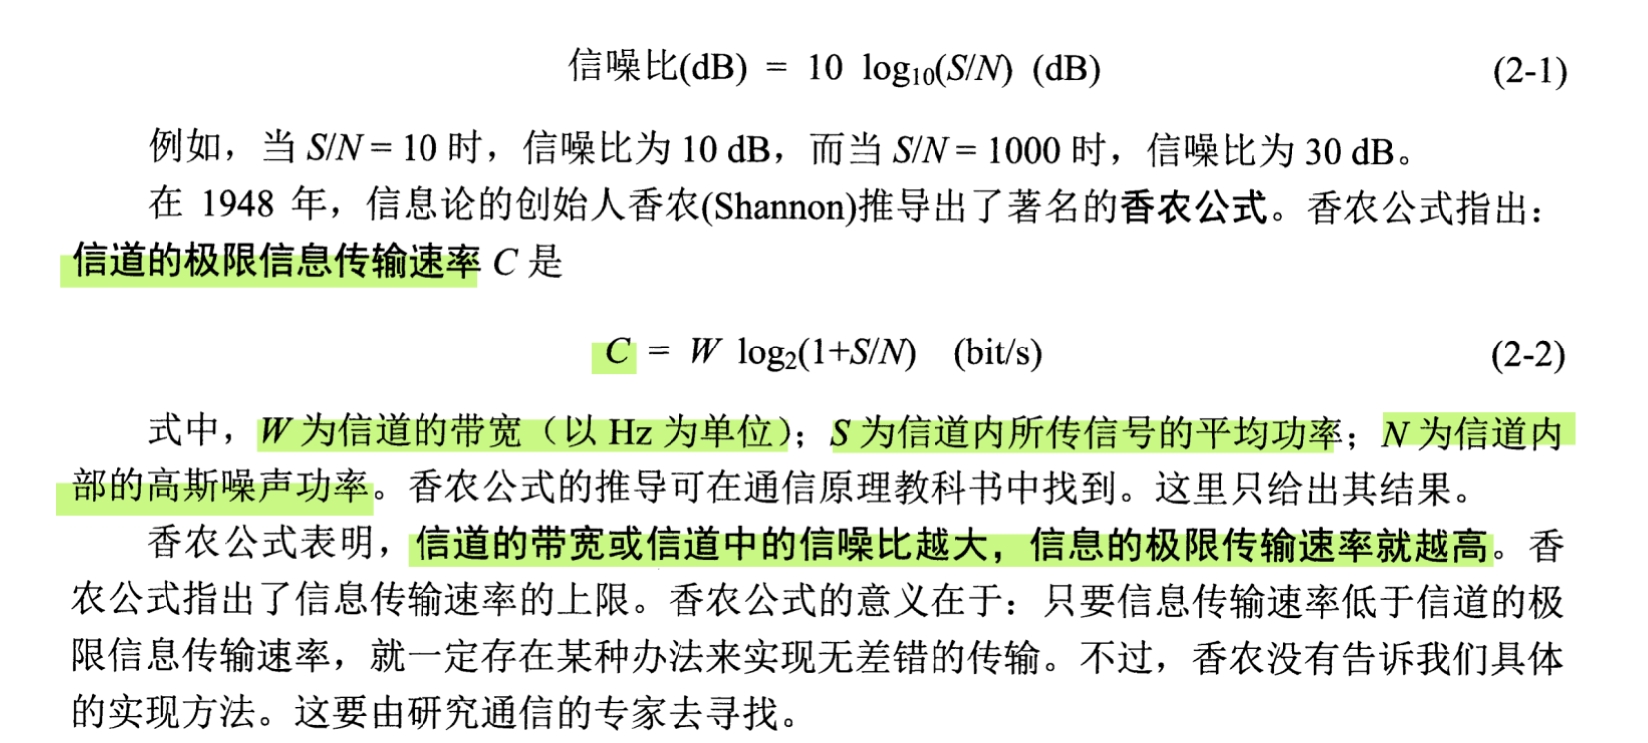 信噪比(dB) = 10 log₁₀(S/N) (dB) (2-1)
例如，当 S/N = 10 时，信噪比为 10 dB，而当 S/N = 1000 时，信噪比为 30 dB。
在 1948 年，信息论的创始人香农(Shannon)推导出了著名的香农公式。香农公式指出：
信道的极限信息传输速率 C 是
C = W log₂(1+S/N) (bit/s) (2-2)
式中，W 为信道的带宽（以 Hz 为单位）；S 为信道内所传信号的平均功率；N 为信道内
部的高斯噪声功率。香农公式的推导可在通信原理教科书中找到。这里只给出其结果。
香农公式表明，信道的带宽或信道中的信噪比越大，信息的极限传输速率就越高。香
农公式指出了信息传输速率的上限。香农公式的意义在于：只要信息传输速率低于信道的极
限信息传输速率，就一定存在某种办法来实现无差错的传输。不过，香农没有告诉我们具体
的实现方法。这要由研究通信的专家去寻找。